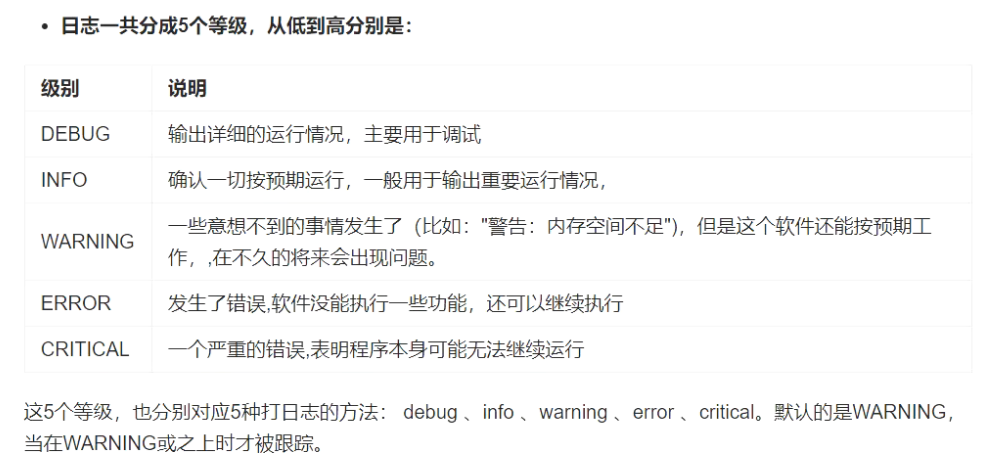 日志一共分成5个等级，从低到高分别是：
级别 说明
DEBUG 输出详细的运行情况，主要用于调试
INFO 确认一切按预期运行，一般用于输出重要运行情况，
WARNING 一些意想不到的事情发生了（比如："警告：内存空间不足")，但是这个软件还能按预期工
作，,在不久的将来会出现问题。
ERROR 发生了错误,软件没能执行一些功能，还可以继续执行
CRITICAL 一个严重的错误,表明程序本身可能无法继续运行
这5个等级，也分别对应5种打日志的方法： debug 、info 、warning 、error 、critical。默认的是WARNING，
当在WARNING或之上时才被跟踪。